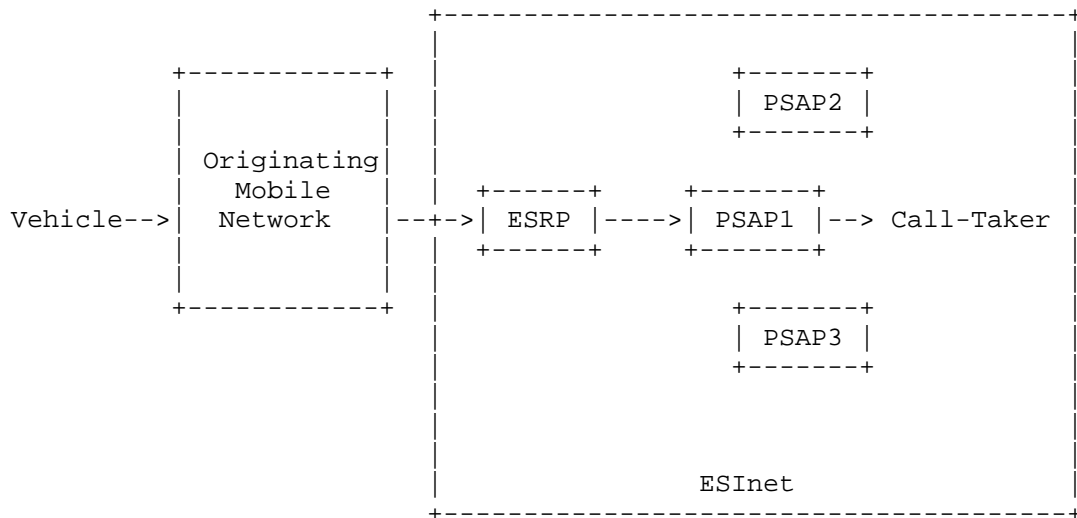 PSAP2
Originating
Mobile
Vehicle--> Network --+-> ESRP ----> PSAP1 --> Call-Taker
PSAP3
ESInet